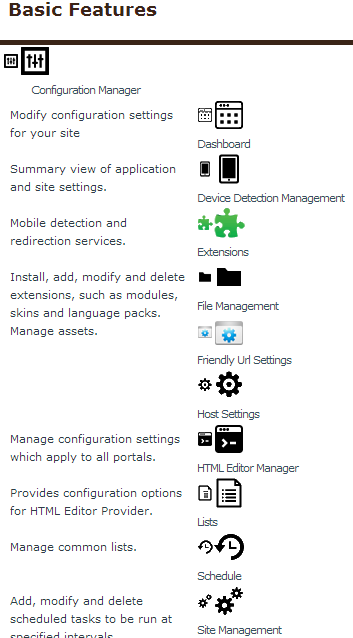 Basic Features
Configuration Manager
Modify configuration settings
for your site
Dashboard
Summary view of application
and site settings.
Device Detection Management
Mobile detection and
redirection services.
Extensions
Install, add, modify and delete
extensions, such as modules,
skins and language packs.
File Management
Manage assets.
Friendly Url Settings
Host Settings
Manage configuration settings
which apply to all portals.
HTML Editor Manager
Provides configuration options
for HTML Editor Provider.
Lists
Manage common lists.
Schedule
Add, modify and delete
scheduled tasks to be run at
Site Management
specified intervals.